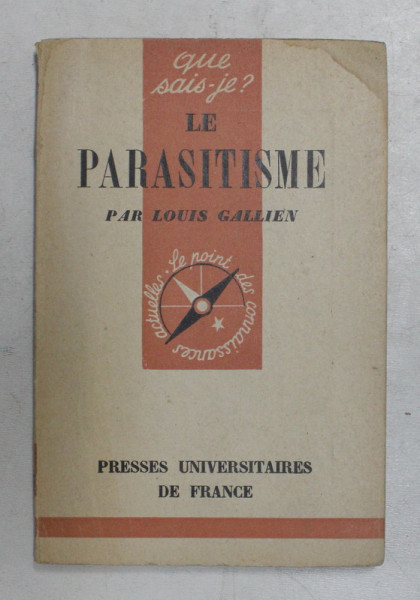 que
sais-je?
LE
PARASITISME
PAR LOUIS GALLIEN
le point des connaissances actuelles.
PRESSES UNIVERSITAIRES
DE FRANCE